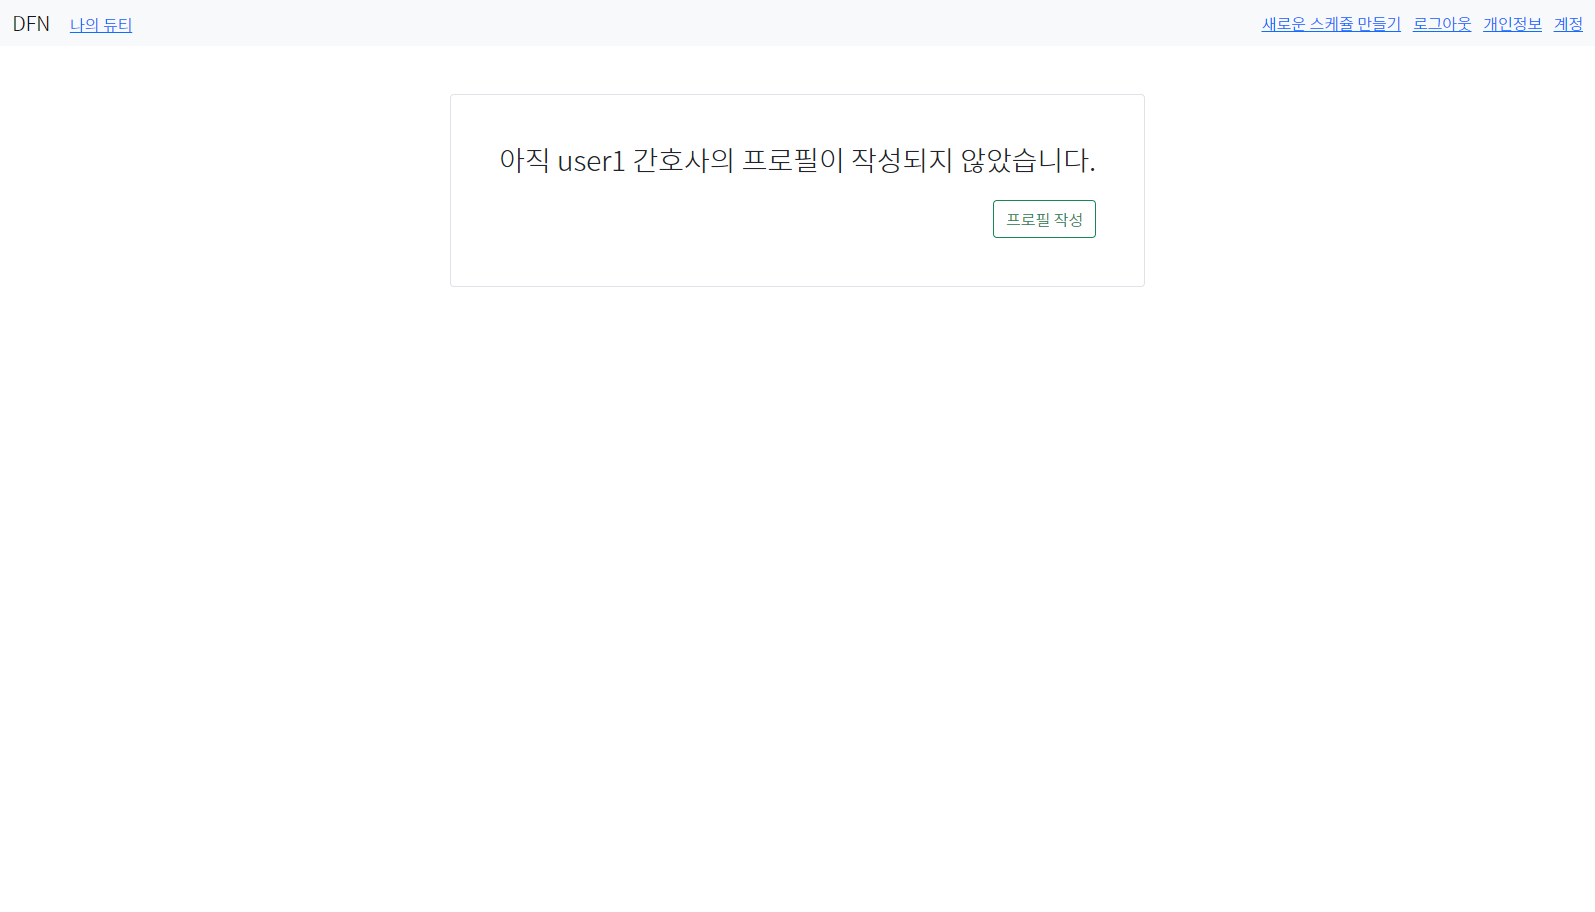 DFN 나의 듀티 새로운 스케쥴 만들기 로그아웃 개인정보 계정
아직 user1 간호사의 프로필이 작성되지 않았습니다.
프로필 작성